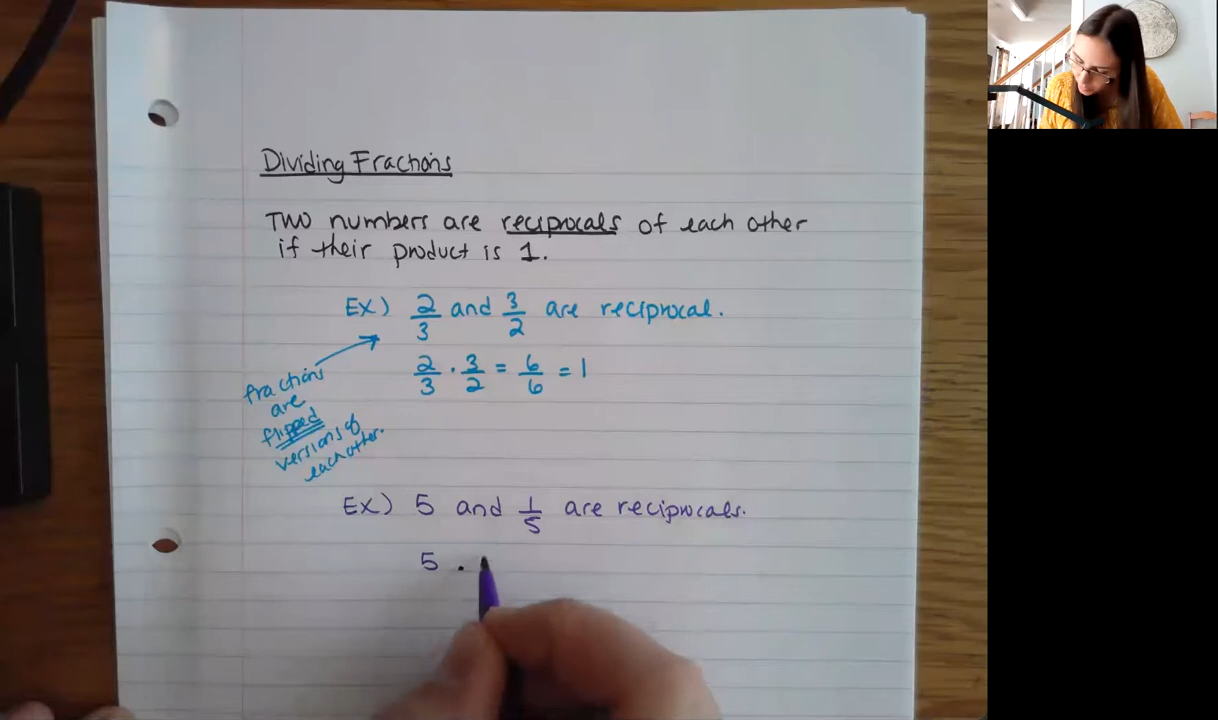 Dividing Fractions
Two numbers are reciprocals of each other
if their product is 1.
EX) 2/3 and 3/2 are reciprocal.
2/3 · 3/2 = 6/6 = 1
fractions
are
flipped
versions of
each other.
EX) 5 and 1/5 are reciprocals.
5 ·